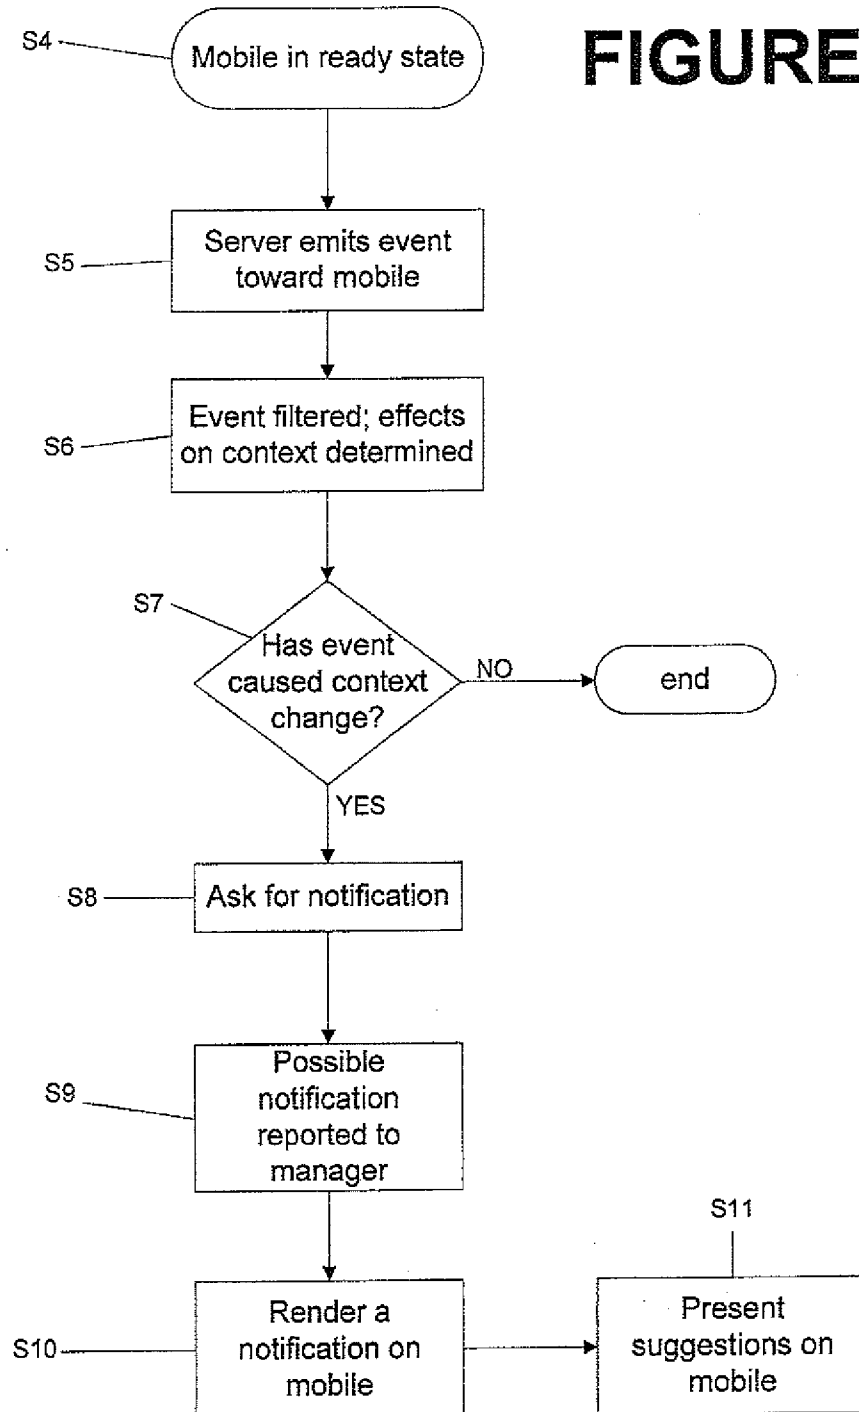 FIGURE
S4
Mobile in ready state
S5
Server emits event
toward mobile
S6
Event filtered; effects
on context determined
S7
Has event
caused context
change?
NO
end
YES
S8
Ask for notification
S9
Possible
notification
reported to
manager
S10
Render a
notification on
mobile
S11
Present
suggestions on
mobile